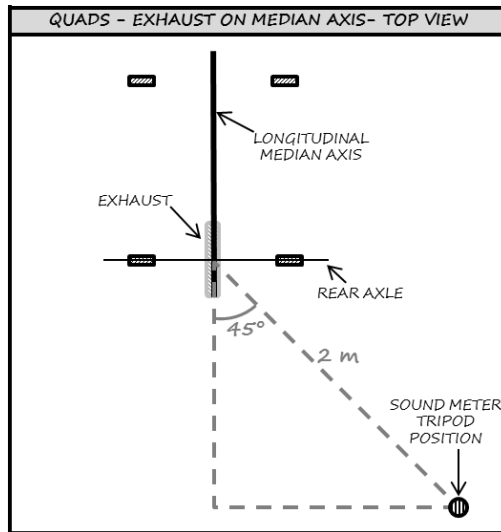 QUADS - EXHAUST ON MEDIAN AXIS- TOP VIEW
LONGITUDINAL
MEDIAN AXIS
EXHAUST
REAR AXLE
45°
2 m
SOUND METER
TRIPOD
POSITION